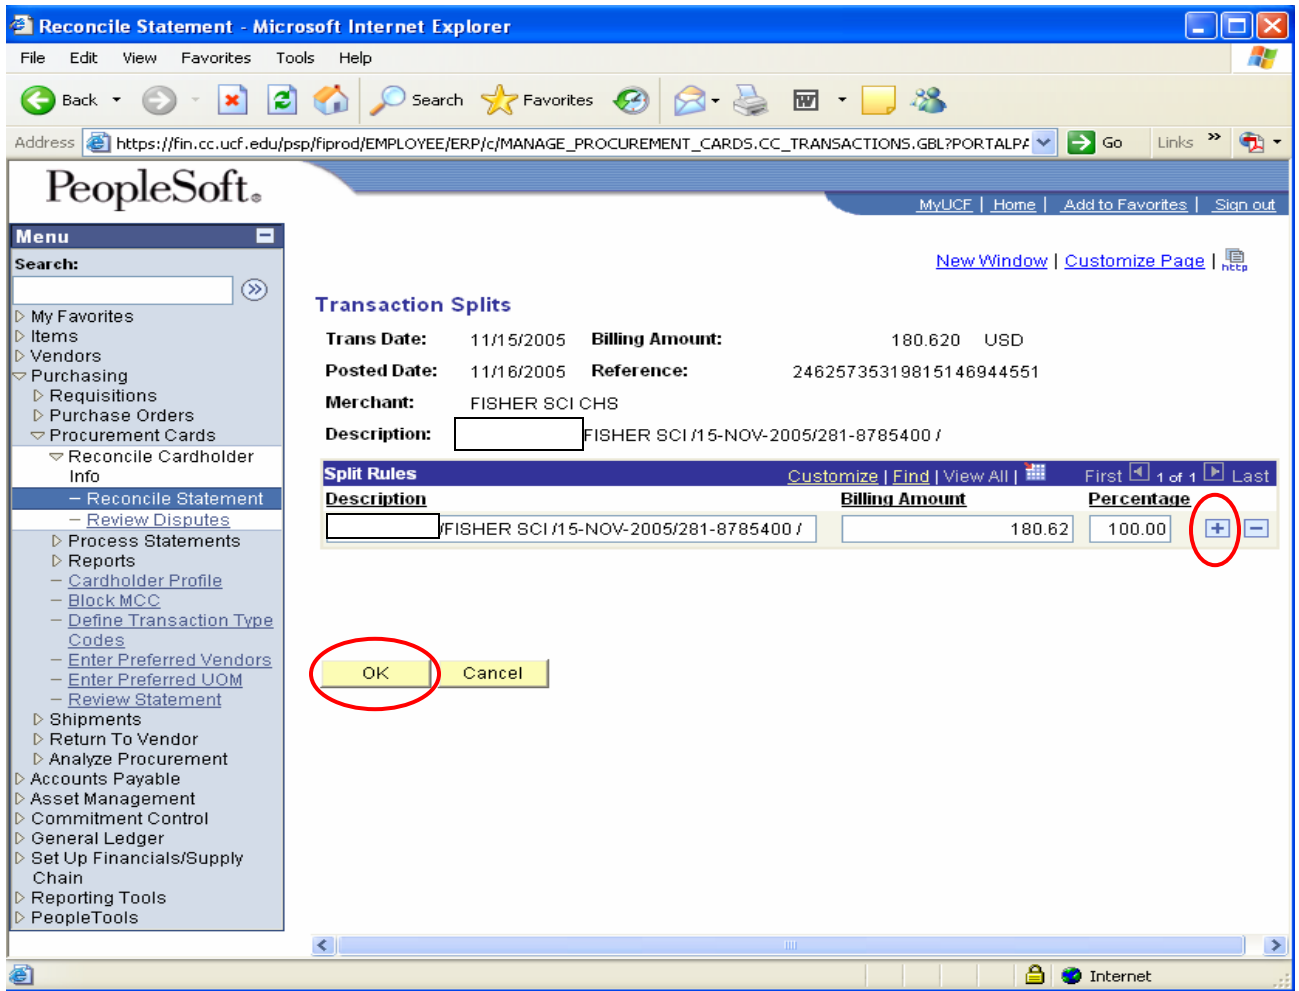 Reconcile Statement - Microsoft Internet Explorer
File Edit View Favorites Tools Help
Back Search Favorites
Address https://fin.cc.ucf.edu/psp/fiprod/EMPLOYEE/ERP/c/MANAGE_PROCUREMENT_CARDS.CC_TRANSACTIONS.GBL?PORTALPA Go Links »
PeopleSoft®
MyUCF | Home | Add to Favorites | Sign out
Menu
Search:
My Favorites
Items
Vendors
Purchasing
Requisitions
Purchase Orders
Procurement Cards
Reconcile Cardholder
Info
– Reconcile Statement
– Review Disputes
Process Statements
Reports
– Cardholder Profile
– Block MCC
– Define Transaction Type
Codes
– Enter Preferred Vendors
– Enter Preferred UOM
– Review Statement
Shipments
Return To Vendor
Analyze Procurement
Accounts Payable
Asset Management
Commitment Control
General Ledger
Set Up Financials/Supply
Chain
Reporting Tools
PeopleTools
New Window | Customize Page | http
Transaction Splits
Trans Date: 11/15/2005 Billing Amount: 180.620 USD
Posted Date: 11/16/2005 Reference: 24625735319815146944551
Merchant: FISHER SCI CHS
Description: FISHER SCI /15-NOV-2005/281-8785400 /
Split Rules Customize | Find | View All | First 1 of 1 Last
Description Billing Amount Percentage
/FISHER SCI /15-NOV-2005/281-8785400 / 180.62 100.00 + −
OK Cancel
Internet